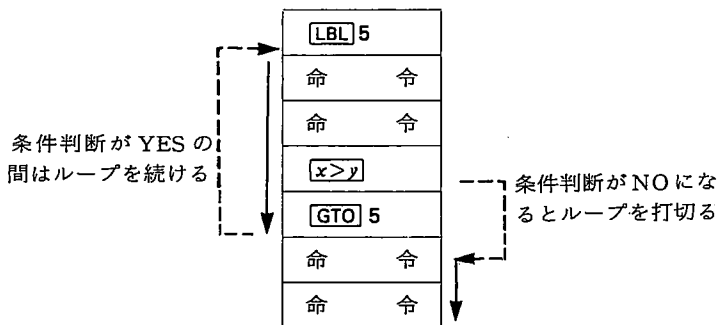 LBL 5
命 令
命 令
x>y
GTO 5
命 令
命 令
条件判断が YES の
間はループを続ける
条件判断が NO にな
るとループを打切る